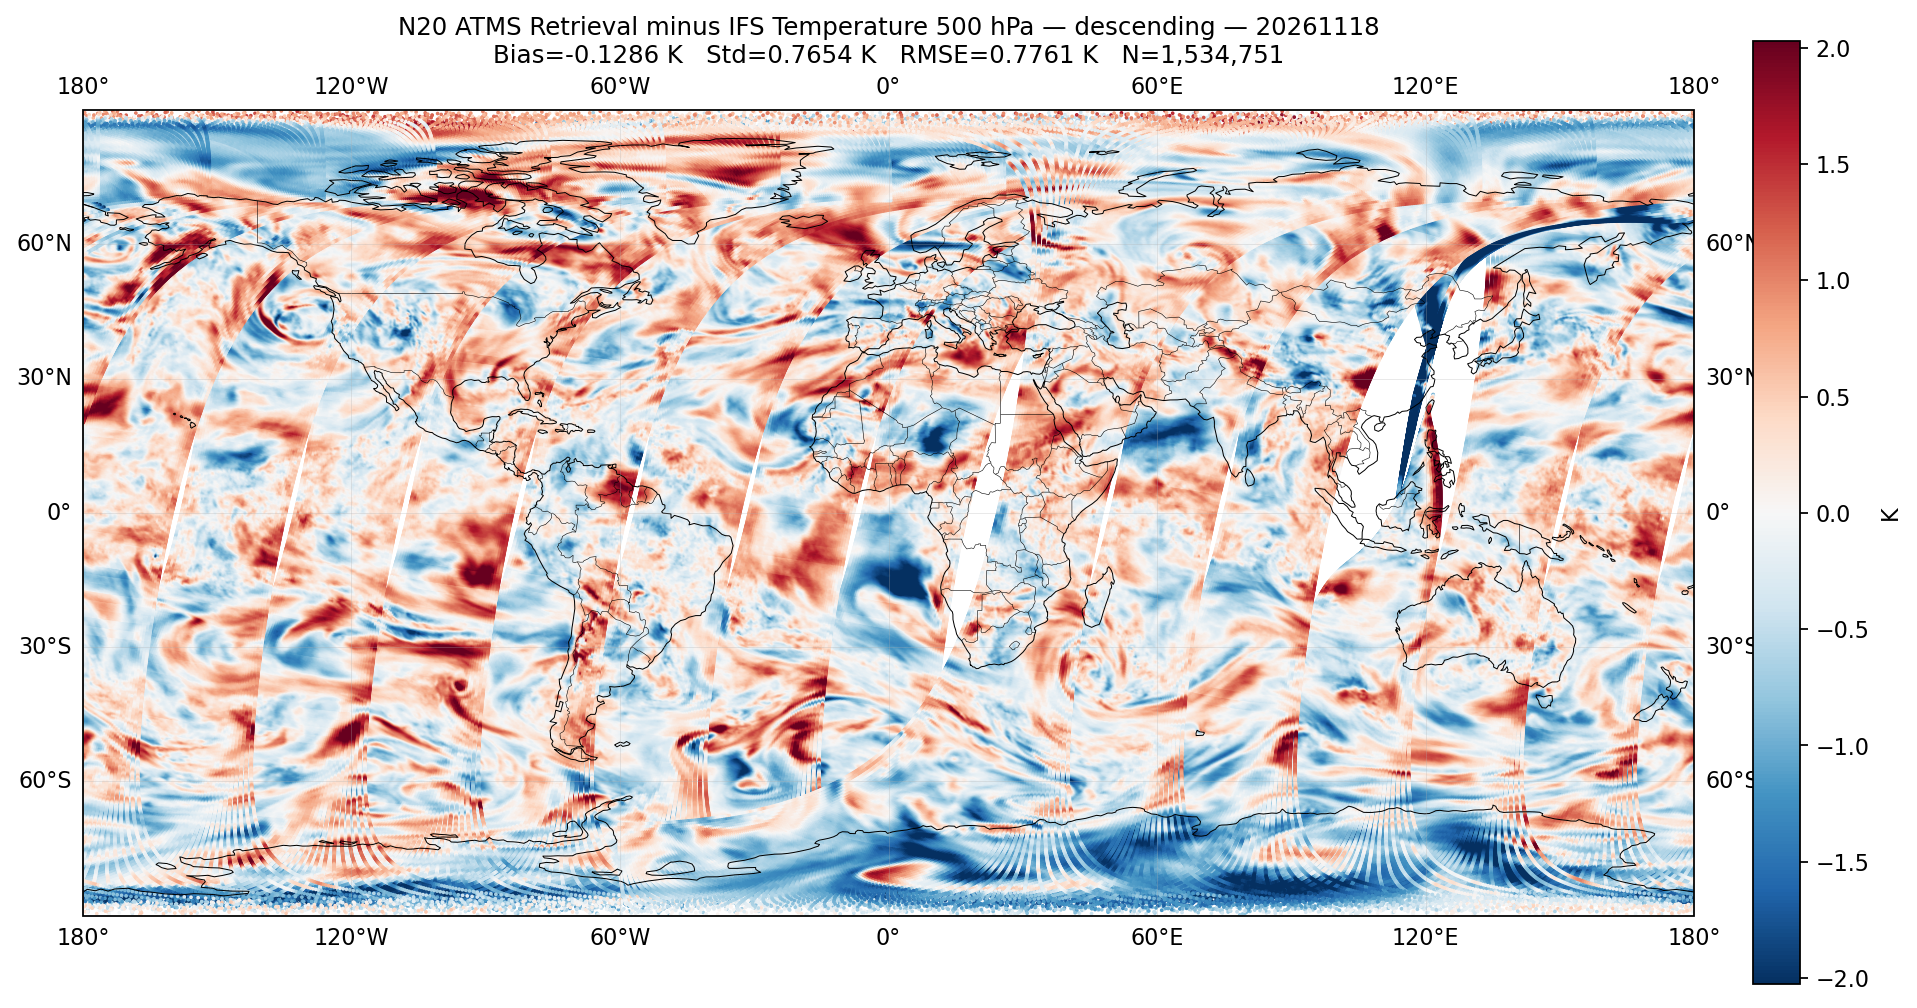 N20 ATMS Retrieval minus IFS Temperature 500 hPa — descending — 20261118
Bias=-0.1286 K   Std=0.7654 K   RMSE=0.7761 K   N=1,534,751
180° 120°W 60°W 0° 60°E 120°E 180°
60°N 60°N
30°N 30°N
0° 0°
30°S 30°S
60°S 60°S
180° 120°W 60°W 0° 60°E 120°E 180°
2.0
1.5
1.0
0.5
0.0
−0.5
−1.0
−1.5
−2.0
K